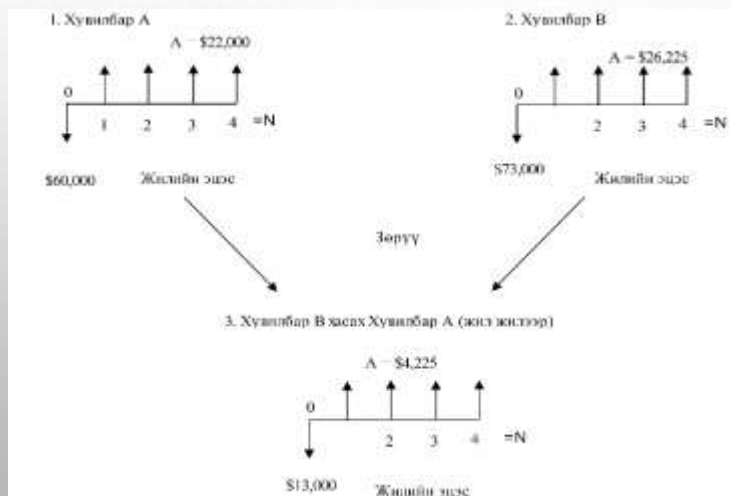 1. Хувилбар А
A = $22,000
0
1 2 3 4 =N
$60,000
Жилийн эцэс
2. Хувилбар В
A = $26,225
0
2 3 4 =N
$73,000
Жилийн эцэс
Зөрүү
3. Хувилбар В хасах Хувилбар А (жил жилээр)
A = $4,225
0
2 3 4 =N
$13,000
Жилийн эцэс